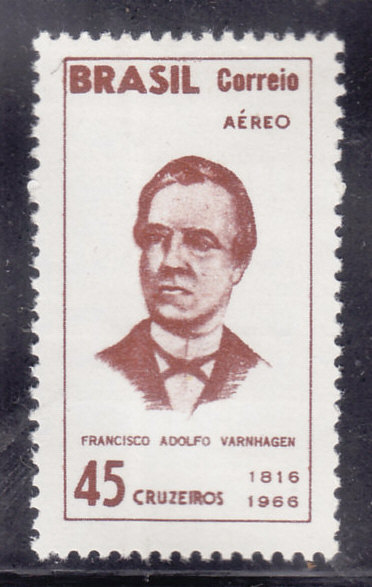 BRASIL Correio
AÉREO
FRANCISCO ADOLFO VARNHAGEN
45 CRUZEIROS
1816
1966